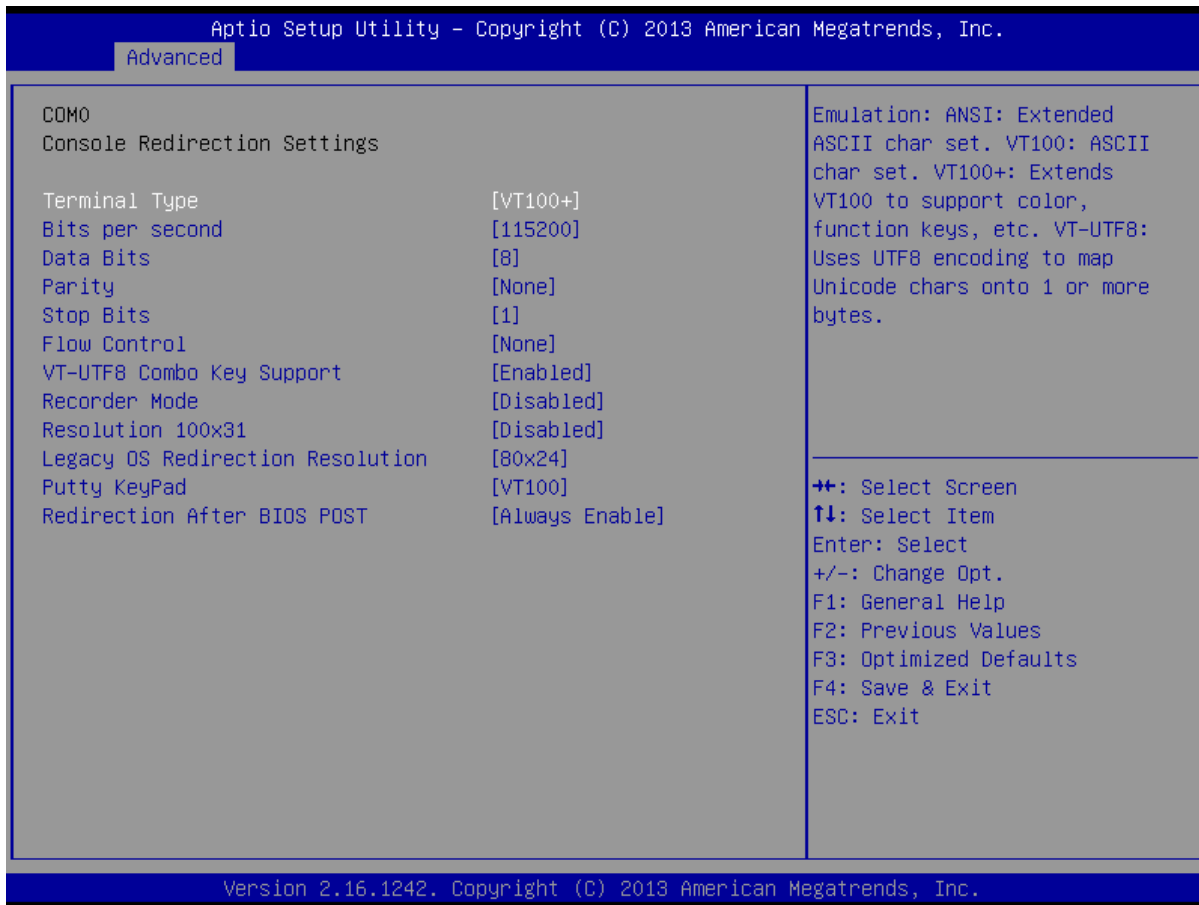 Aptio Setup Utility – Copyright (C) 2013 American Megatrends, Inc.
Advanced
COM0
Console Redirection Settings
Terminal Type [VT100+]
Bits per second [115200]
Data Bits [8]
Parity [None]
Stop Bits [1]
Flow Control [None]
VT-UTF8 Combo Key Support [Enabled]
Recorder Mode [Disabled]
Resolution 100x31 [Disabled]
Legacy OS Redirection Resolution [80x24]
Putty KeyPad [VT100]
Redirection After BIOS POST [Always Enable]
Emulation: ANSI: Extended
ASCII char set. VT100: ASCII
char set. VT100+: Extends
VT100 to support color,
function keys, etc. VT-UTF8:
Uses UTF8 encoding to map
Unicode chars onto 1 or more
bytes.
→←: Select Screen
↑↓: Select Item
Enter: Select
+/-: Change Opt.
F1: General Help
F2: Previous Values
F3: Optimized Defaults
F4: Save & Exit
ESC: Exit
Version 2.16.1242. Copyright (C) 2013 American Megatrends, Inc.